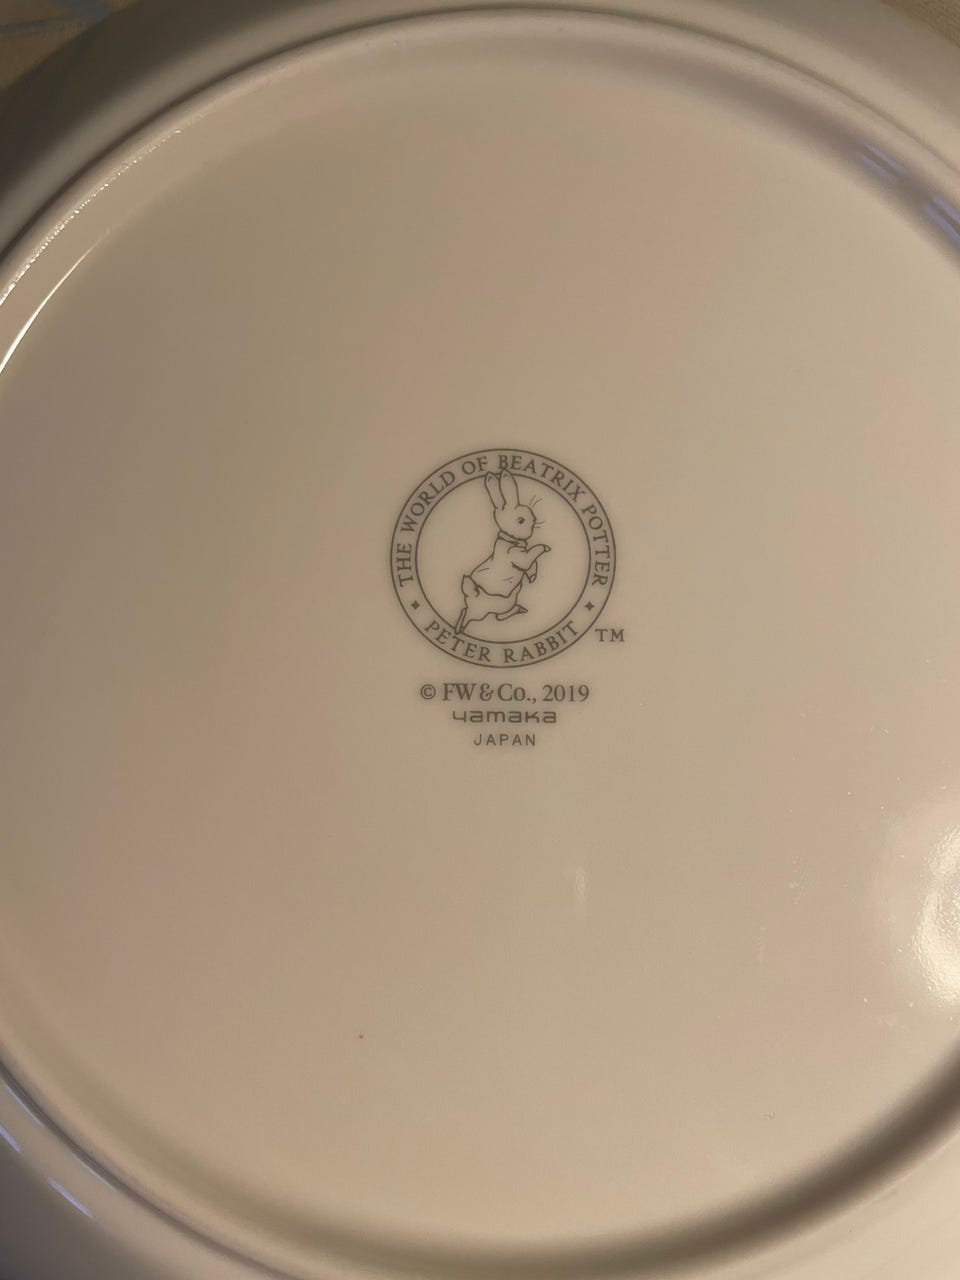 THE WORLD OF BEATRIX POTTER
PETER RABBIT
TM
© FW&Co., 2019
yamaka
JAPAN